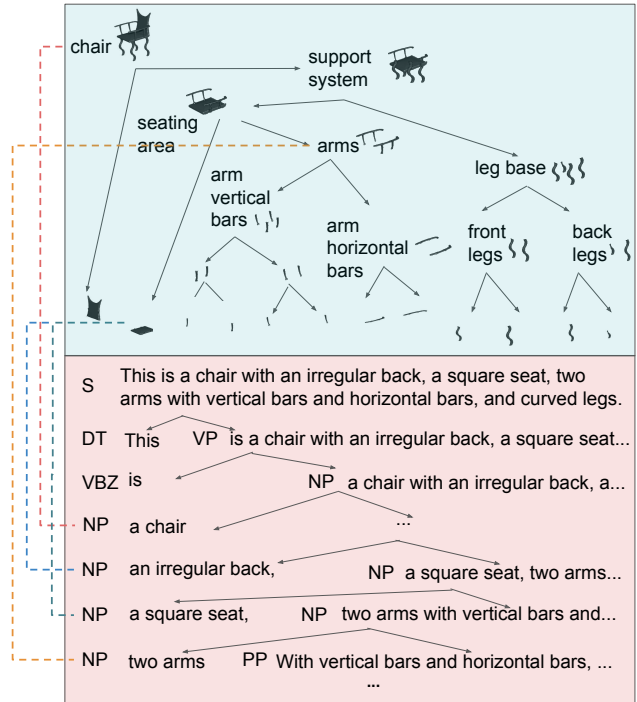 chair
support
system
seating
area
arms
leg base
arm
vertical
bars
arm
horizontal
bars
front
legs
back
legs
S This is a chair with an irregular back, a square seat, two
arms with vertical bars and horizontal bars, and curved legs.
DT This VP is a chair with an irregular back, a square seat...
VBZ is NP a chair with an irregular back, a...
NP a chair ...
NP an irregular back, NP a square seat, two arms...
NP a square seat, NP two arms with vertical bars and...
NP two arms PP With vertical bars and horizontal bars, ...
...